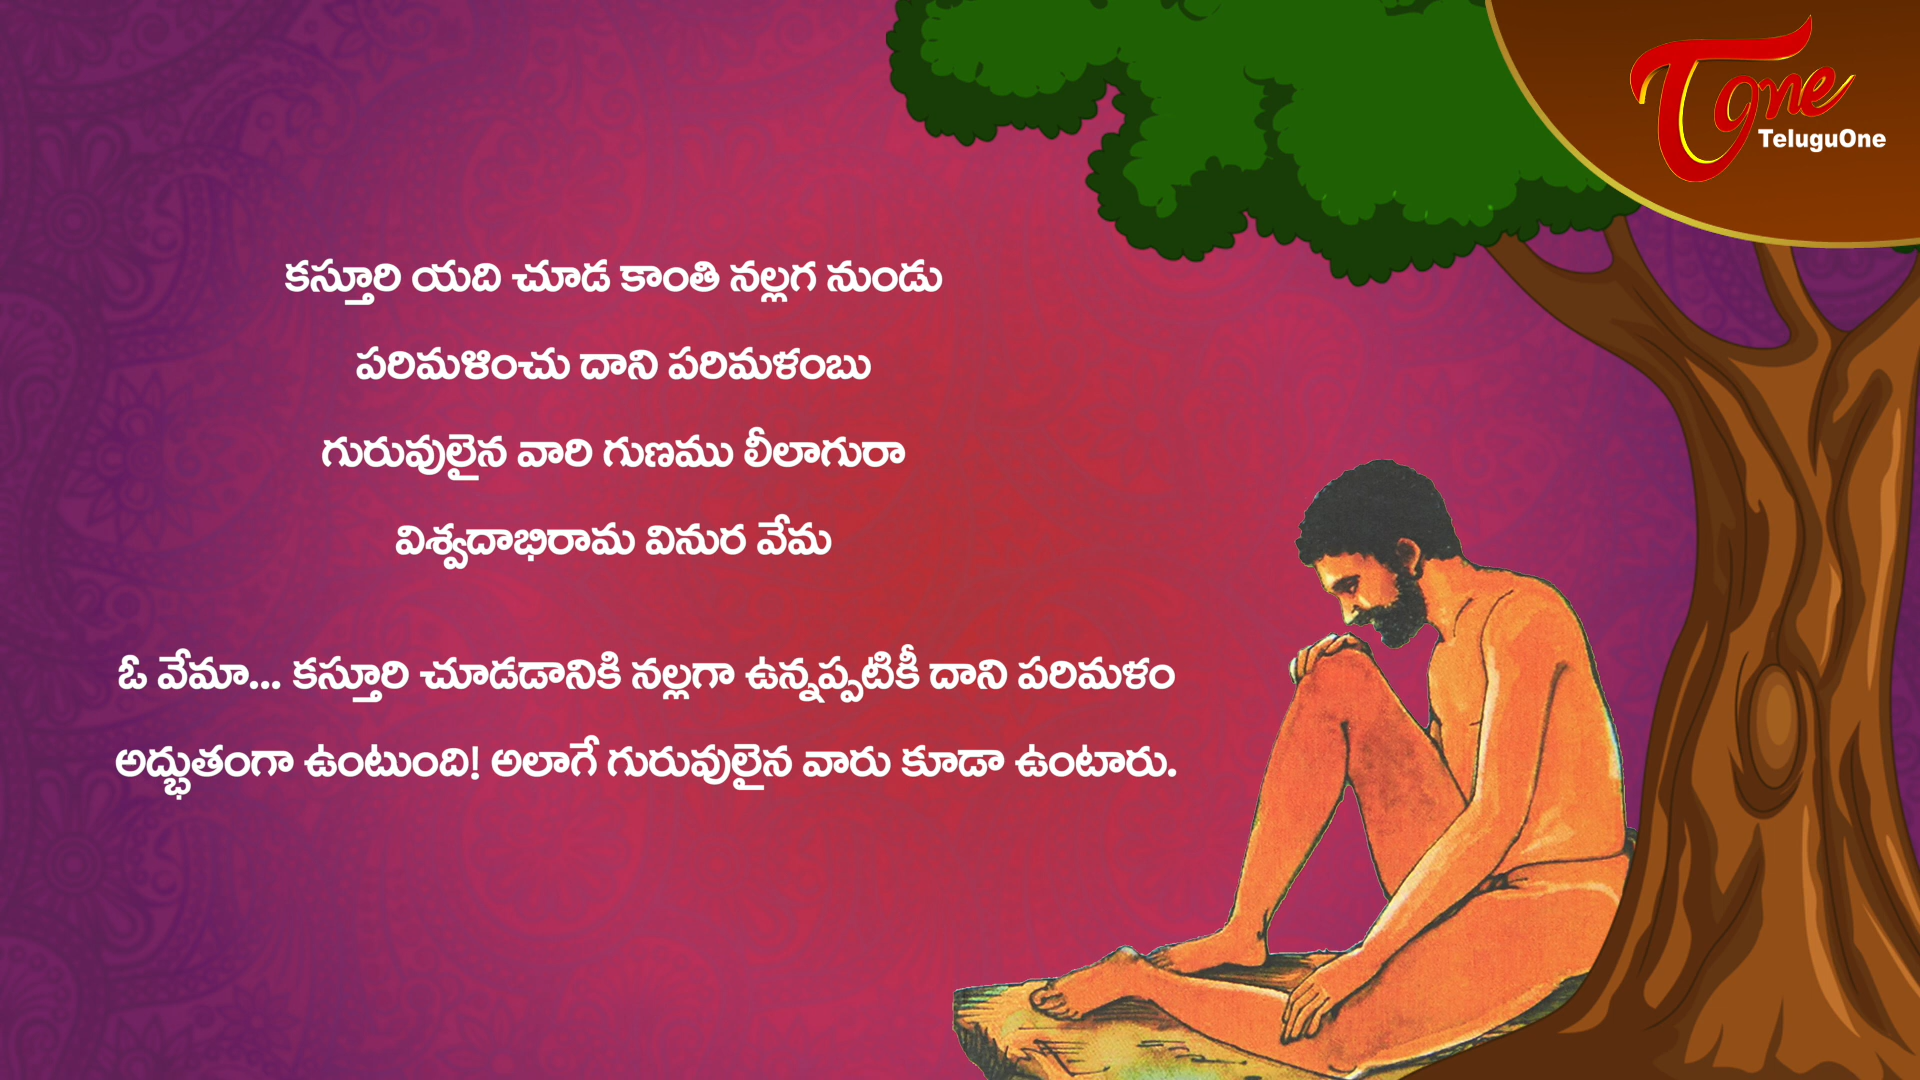 కస్తూరి యది చూడ కాంతి నల్లగ నుండు
పరిమళించు దాని పరిమళంబు
గురువులైన వారి గుణము లీలాగురా
విశ్వదాభిరామ వినుర వేమ
ఓ వేమా... కస్తూరి చూడడానికి నల్లగా ఉన్నప్పటికీ దాని పరిమళం
అద్భుతంగా ఉంటుంది! అలాగే గురువులైన వారు కూడా ఉంటారు.
Tone
TeluguOne